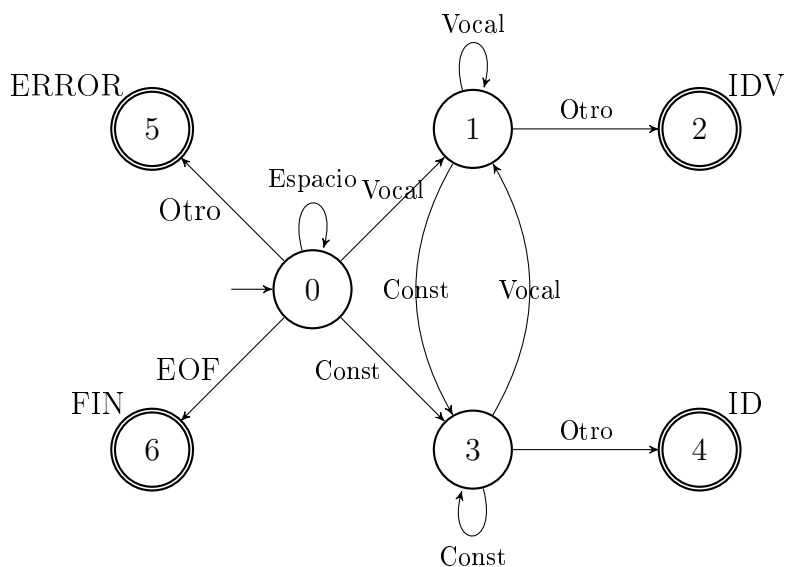 Vocal
ERROR
IDV
5
1
Otro
2
Espacio
Vocal
Otro
0
Const
Vocal
EOF
Const
FIN
ID
6
3
Otro
4
Const